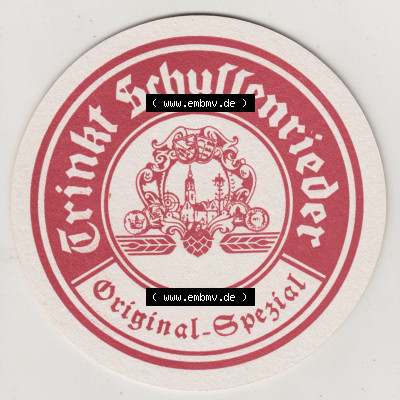 Trinkt Schussenrieder
( www.embmv.de )
( www.embmv.de )
Original-Spezial